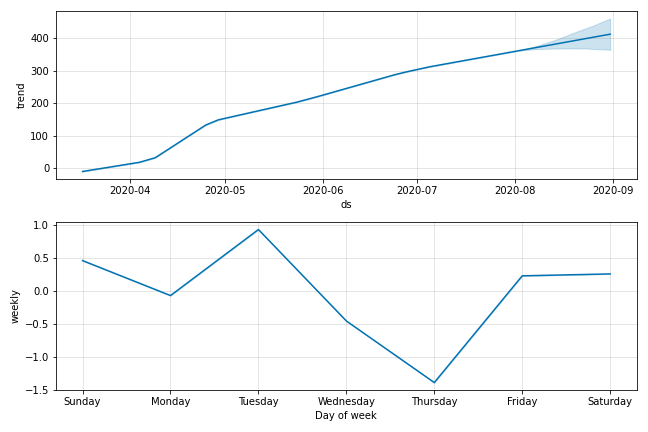 400
300
200
100
0
trend
2020-04 2020-05 2020-06 2020-07 2020-08 2020-09
ds
1.0
0.5
0.0
−0.5
−1.0
−1.5
weekly
Sunday Monday Tuesday Wednesday Thursday Friday Saturday
Day of week